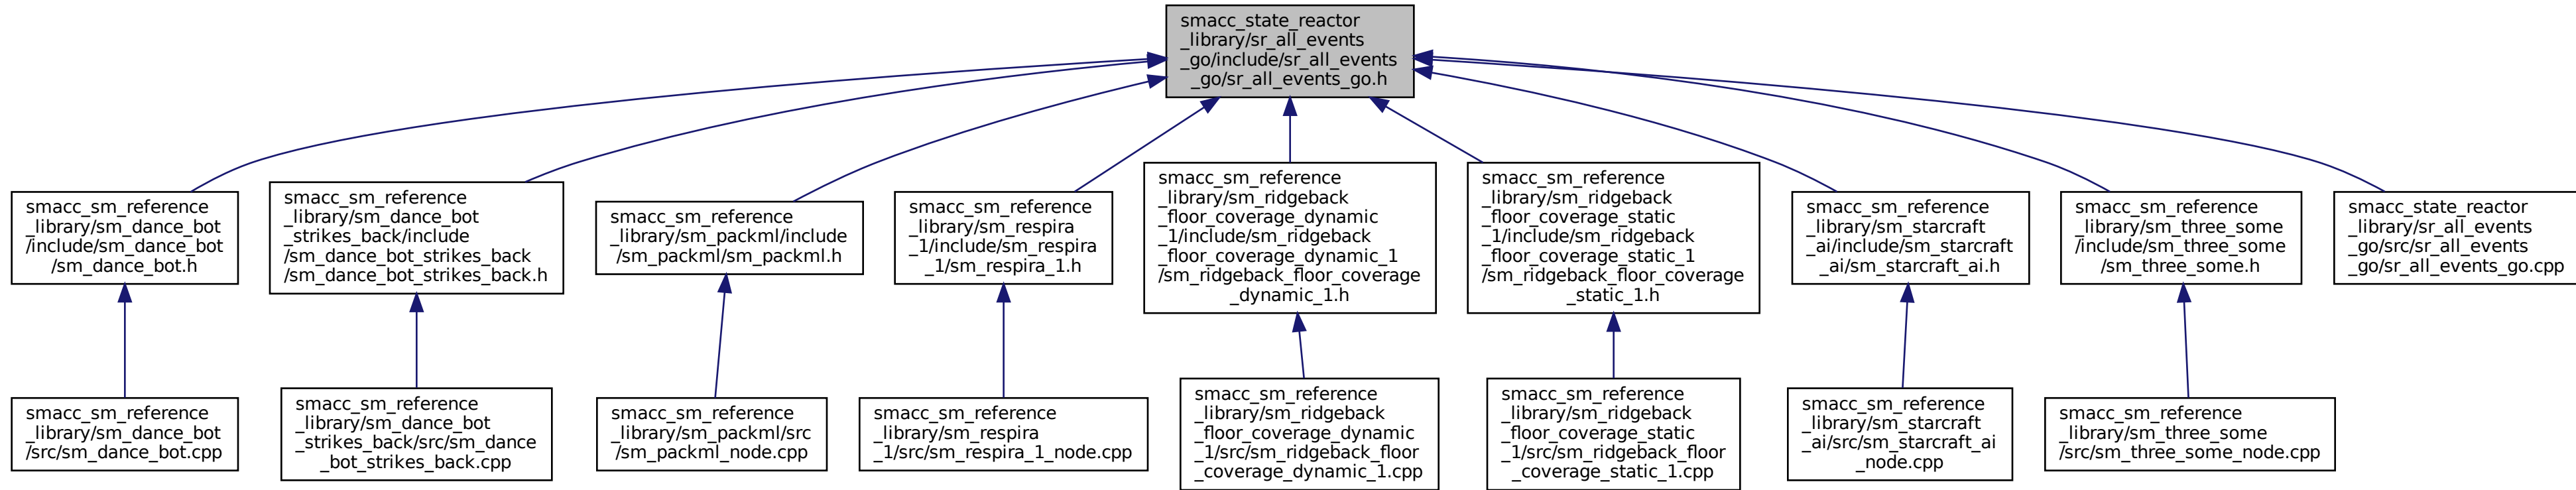 smacc_state_reactor
_library/sr_all_events
_go/include/sr_all_events
_go/sr_all_events_go.h
smacc_sm_reference
_library/sm_dance_bot
/include/sm_dance_bot
/sm_dance_bot.h
smacc_sm_reference
_library/sm_dance_bot
_strikes_back/include
/sm_dance_bot_strikes_back
/sm_dance_bot_strikes_back.h
smacc_sm_reference
_library/sm_packml/include
/sm_packml/sm_packml.h
smacc_sm_reference
_library/sm_respira
_1/include/sm_respira
_1/sm_respira_1.h
smacc_sm_reference
_library/sm_ridgeback
_floor_coverage_dynamic
_1/include/sm_ridgeback
_floor_coverage_dynamic_1
/sm_ridgeback_floor_coverage
_dynamic_1.h
smacc_sm_reference
_library/sm_ridgeback
_floor_coverage_static
_1/include/sm_ridgeback
_floor_coverage_static_1
/sm_ridgeback_floor_coverage
_static_1.h
smacc_sm_reference
_library/sm_starcraft
_ai/include/sm_starcraft
_ai/sm_starcraft_ai.h
smacc_sm_reference
_library/sm_three_some
/include/sm_three_some
/sm_three_some.h
smacc_state_reactor
_library/sr_all_events
_go/src/sr_all_events
_go/sr_all_events_go.cpp
smacc_sm_reference
_library/sm_dance_bot
/src/sm_dance_bot.cpp
smacc_sm_reference
_library/sm_dance_bot
_strikes_back/src/sm_dance
_bot_strikes_back.cpp
smacc_sm_reference
_library/sm_packml/src
/sm_packml_node.cpp
smacc_sm_reference
_library/sm_respira
_1/src/sm_respira_1_node.cpp
smacc_sm_reference
_library/sm_ridgeback
_floor_coverage_dynamic
_1/src/sm_ridgeback_floor
_coverage_dynamic_1.cpp
smacc_sm_reference
_library/sm_ridgeback
_floor_coverage_static
_1/src/sm_ridgeback_floor
_coverage_static_1.cpp
smacc_sm_reference
_library/sm_starcraft
_ai/src/sm_starcraft_ai
_node.cpp
smacc_sm_reference
_library/sm_three_some
/src/sm_three_some_node.cpp